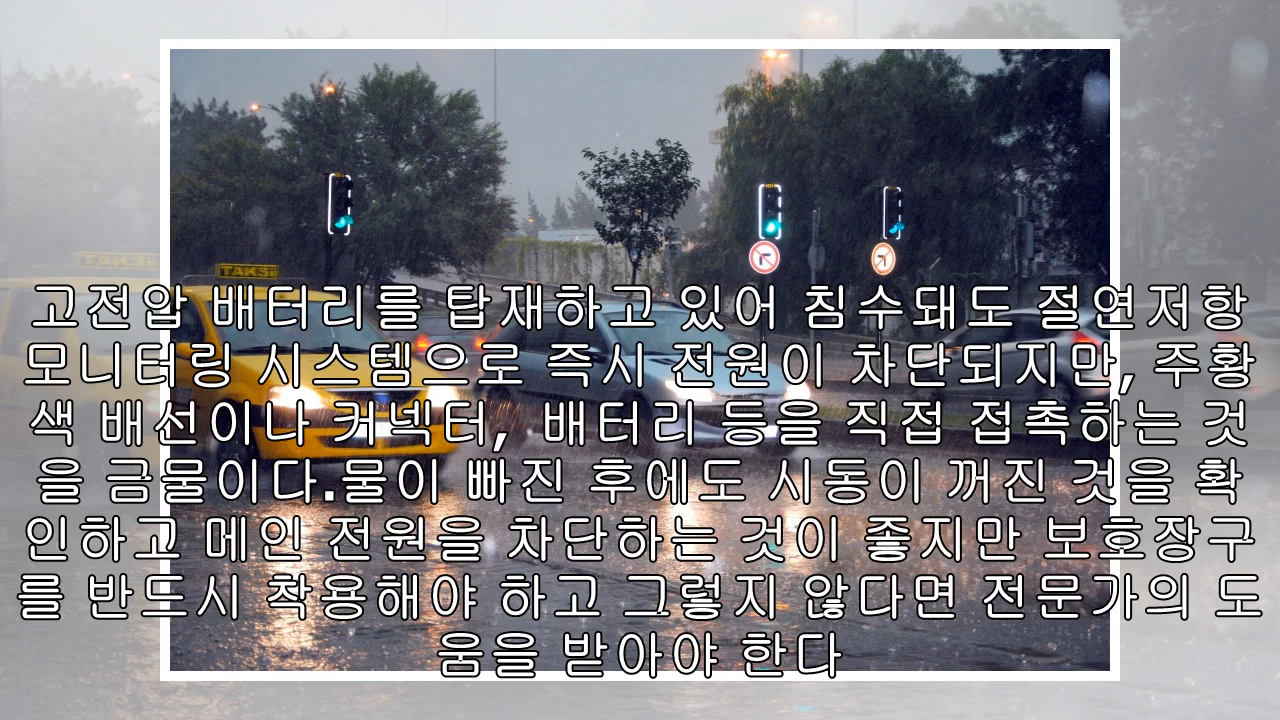 TAKSi
고전압 배터리를 탑재하고 있어 침수돼도 절연저항
모니터링 시스템으로 즉시 전원이 차단되지만, 주황
색 배선이나 커넥터, 배터리 등을 직접 접촉하는 것
을 금물이다.물이 빠진 후에도 시동이 꺼진 것을 확
인하고 메인 전원을 차단하는 것이 좋지만 보호장구
를 반드시 착용해야 하고 그렇지 않다면 전문가의 도
움을 받아야 한다